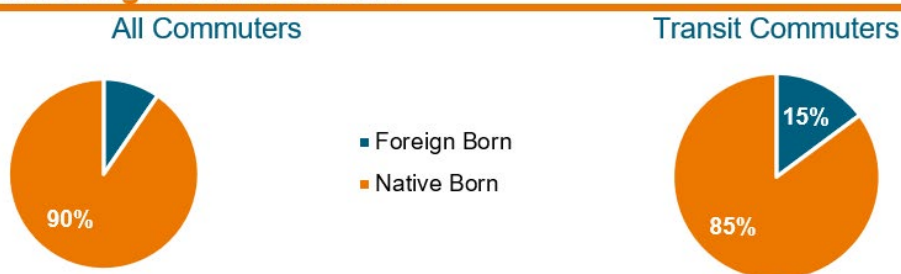 All Commuters
Transit Commuters
90%
Foreign Born
Native Born
15%
85%